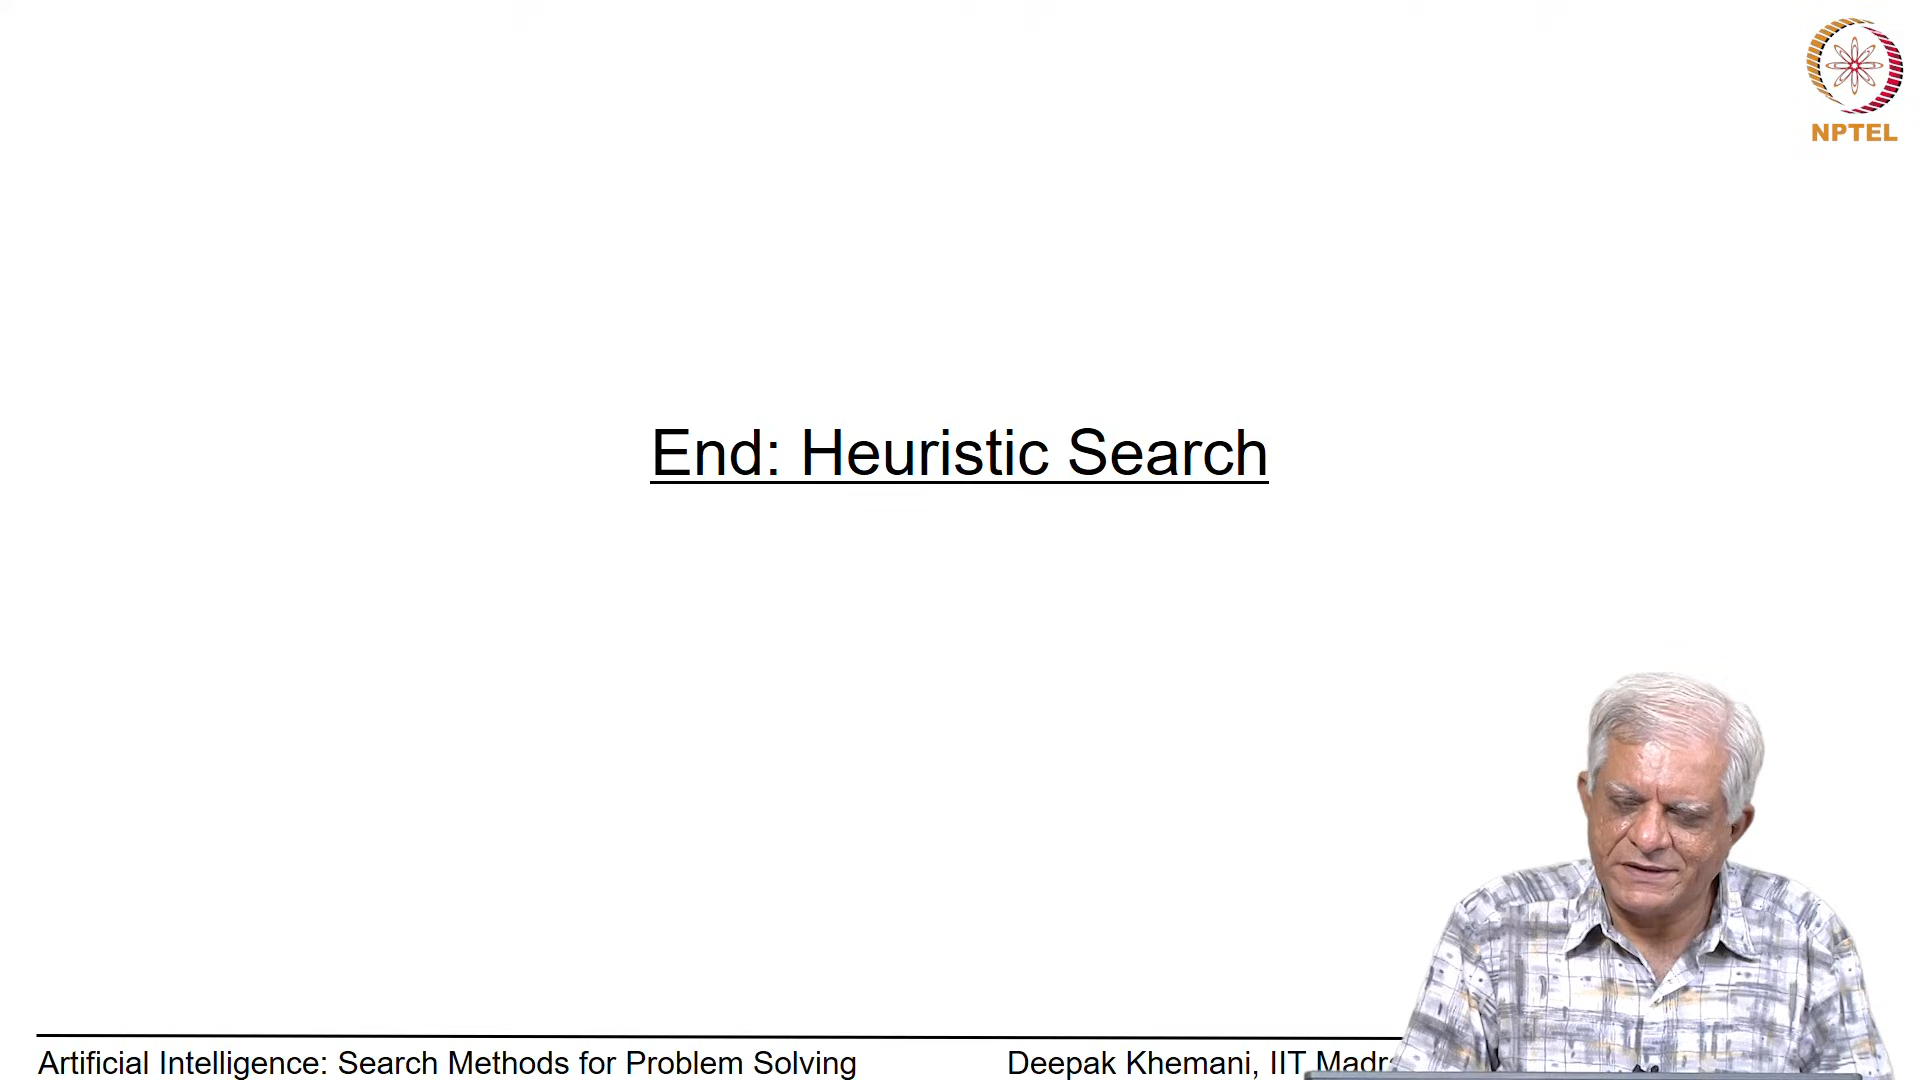 NPTEL
End: Heuristic Search
Artificial Intelligence: Search Methods for Problem Solving
Deepak Khemani, IIT